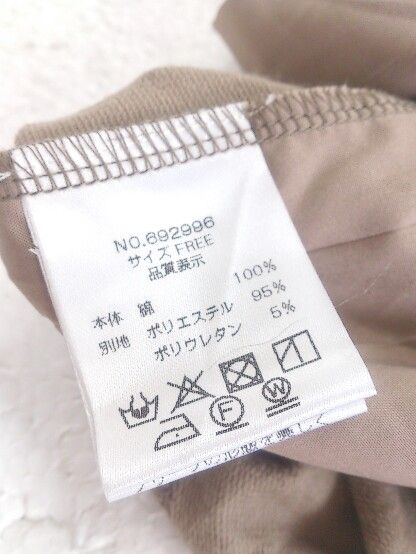 NO.692996
サイズ FREE
品質表示
本体 綿 100%
別地 ポリエステル 95%
ポリウレタン 5%
F W